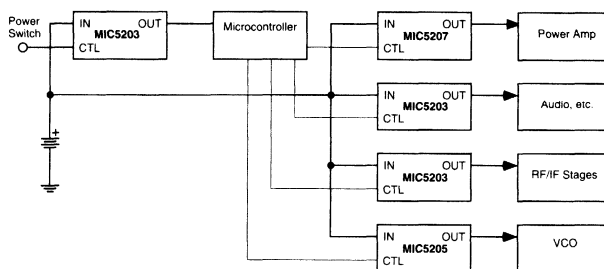 Power
Switch
IN OUT
MIC5203
CTL
Microcontroller
IN OUT
MIC5207
CTL
Power Amp
IN OUT
MIC5203
CTL
Audio, etc.
IN OUT
MIC5203
CTL
RF/IF Stages
IN OUT
MIC5205
CTL
VCO
+